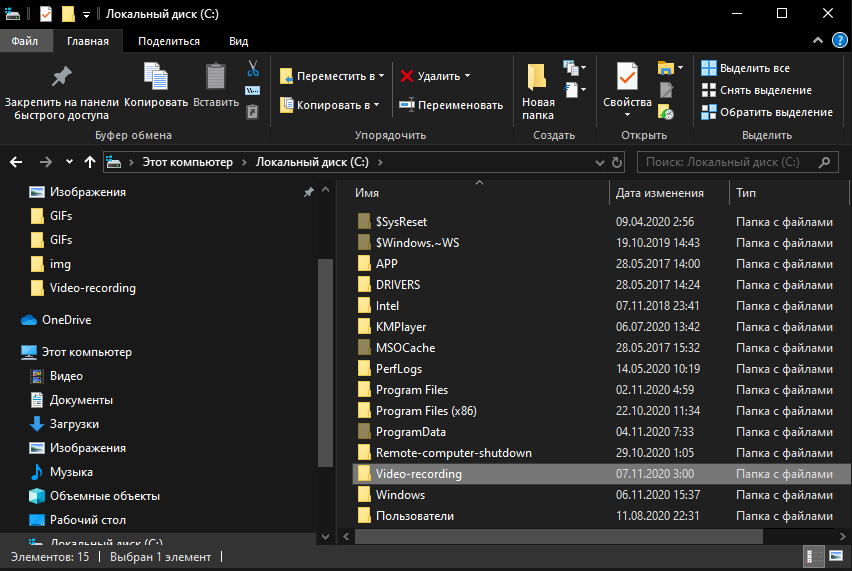 Локальный диск (C:)
Файл Главная Поделиться Вид
Закрепить на панели быстрого доступа
Копировать
Вставить
Переместить в
Копировать в
Удалить
Переименовать
Новая папка
Свойства
Выделить все
Снять выделение
Обратить выделение
Буфер обмена Упорядочить Создать Открыть Выделить
Этот компьютер > Локальный диск (C:) >
Поиск: Локальный диск (C:)
Изображения
GIFs
GIFs
img
Video-recording
OneDrive
Этот компьютер
Видео
Документы
Загрузки
Изображения
Музыка
Объемные объекты
Рабочий стол
Локальный диск (C:)
Имя Дата изменения Тип
$SysReset 09.04.2020 2:56 Папка с файлами
$Windows.~WS 19.10.2019 14:43 Папка с файлами
APP 28.05.2017 14:00 Папка с файлами
DRIVERS 28.05.2017 14:24 Папка с файлами
Intel 07.11.2018 23:41 Папка с файлами
KMPlayer 06.07.2020 13:42 Папка с файлами
MSOCache 28.05.2017 15:32 Папка с файлами
PerfLogs 14.05.2020 10:19 Папка с файлами
Program Files 02.11.2020 4:59 Папка с файлами
Program Files (x86) 22.10.2020 11:34 Папка с файлами
ProgramData 04.11.2020 7:33 Папка с файлами
Remote-computer-shutdown 29.10.2020 1:05 Папка с файлами
Video-recording 07.11.2020 3:00 Папка с файлами
Windows 06.11.2020 15:37 Папка с файлами
Пользователи 11.08.2020 22:31 Папка с файлами
Элементов: 15 Выбран 1 элемент